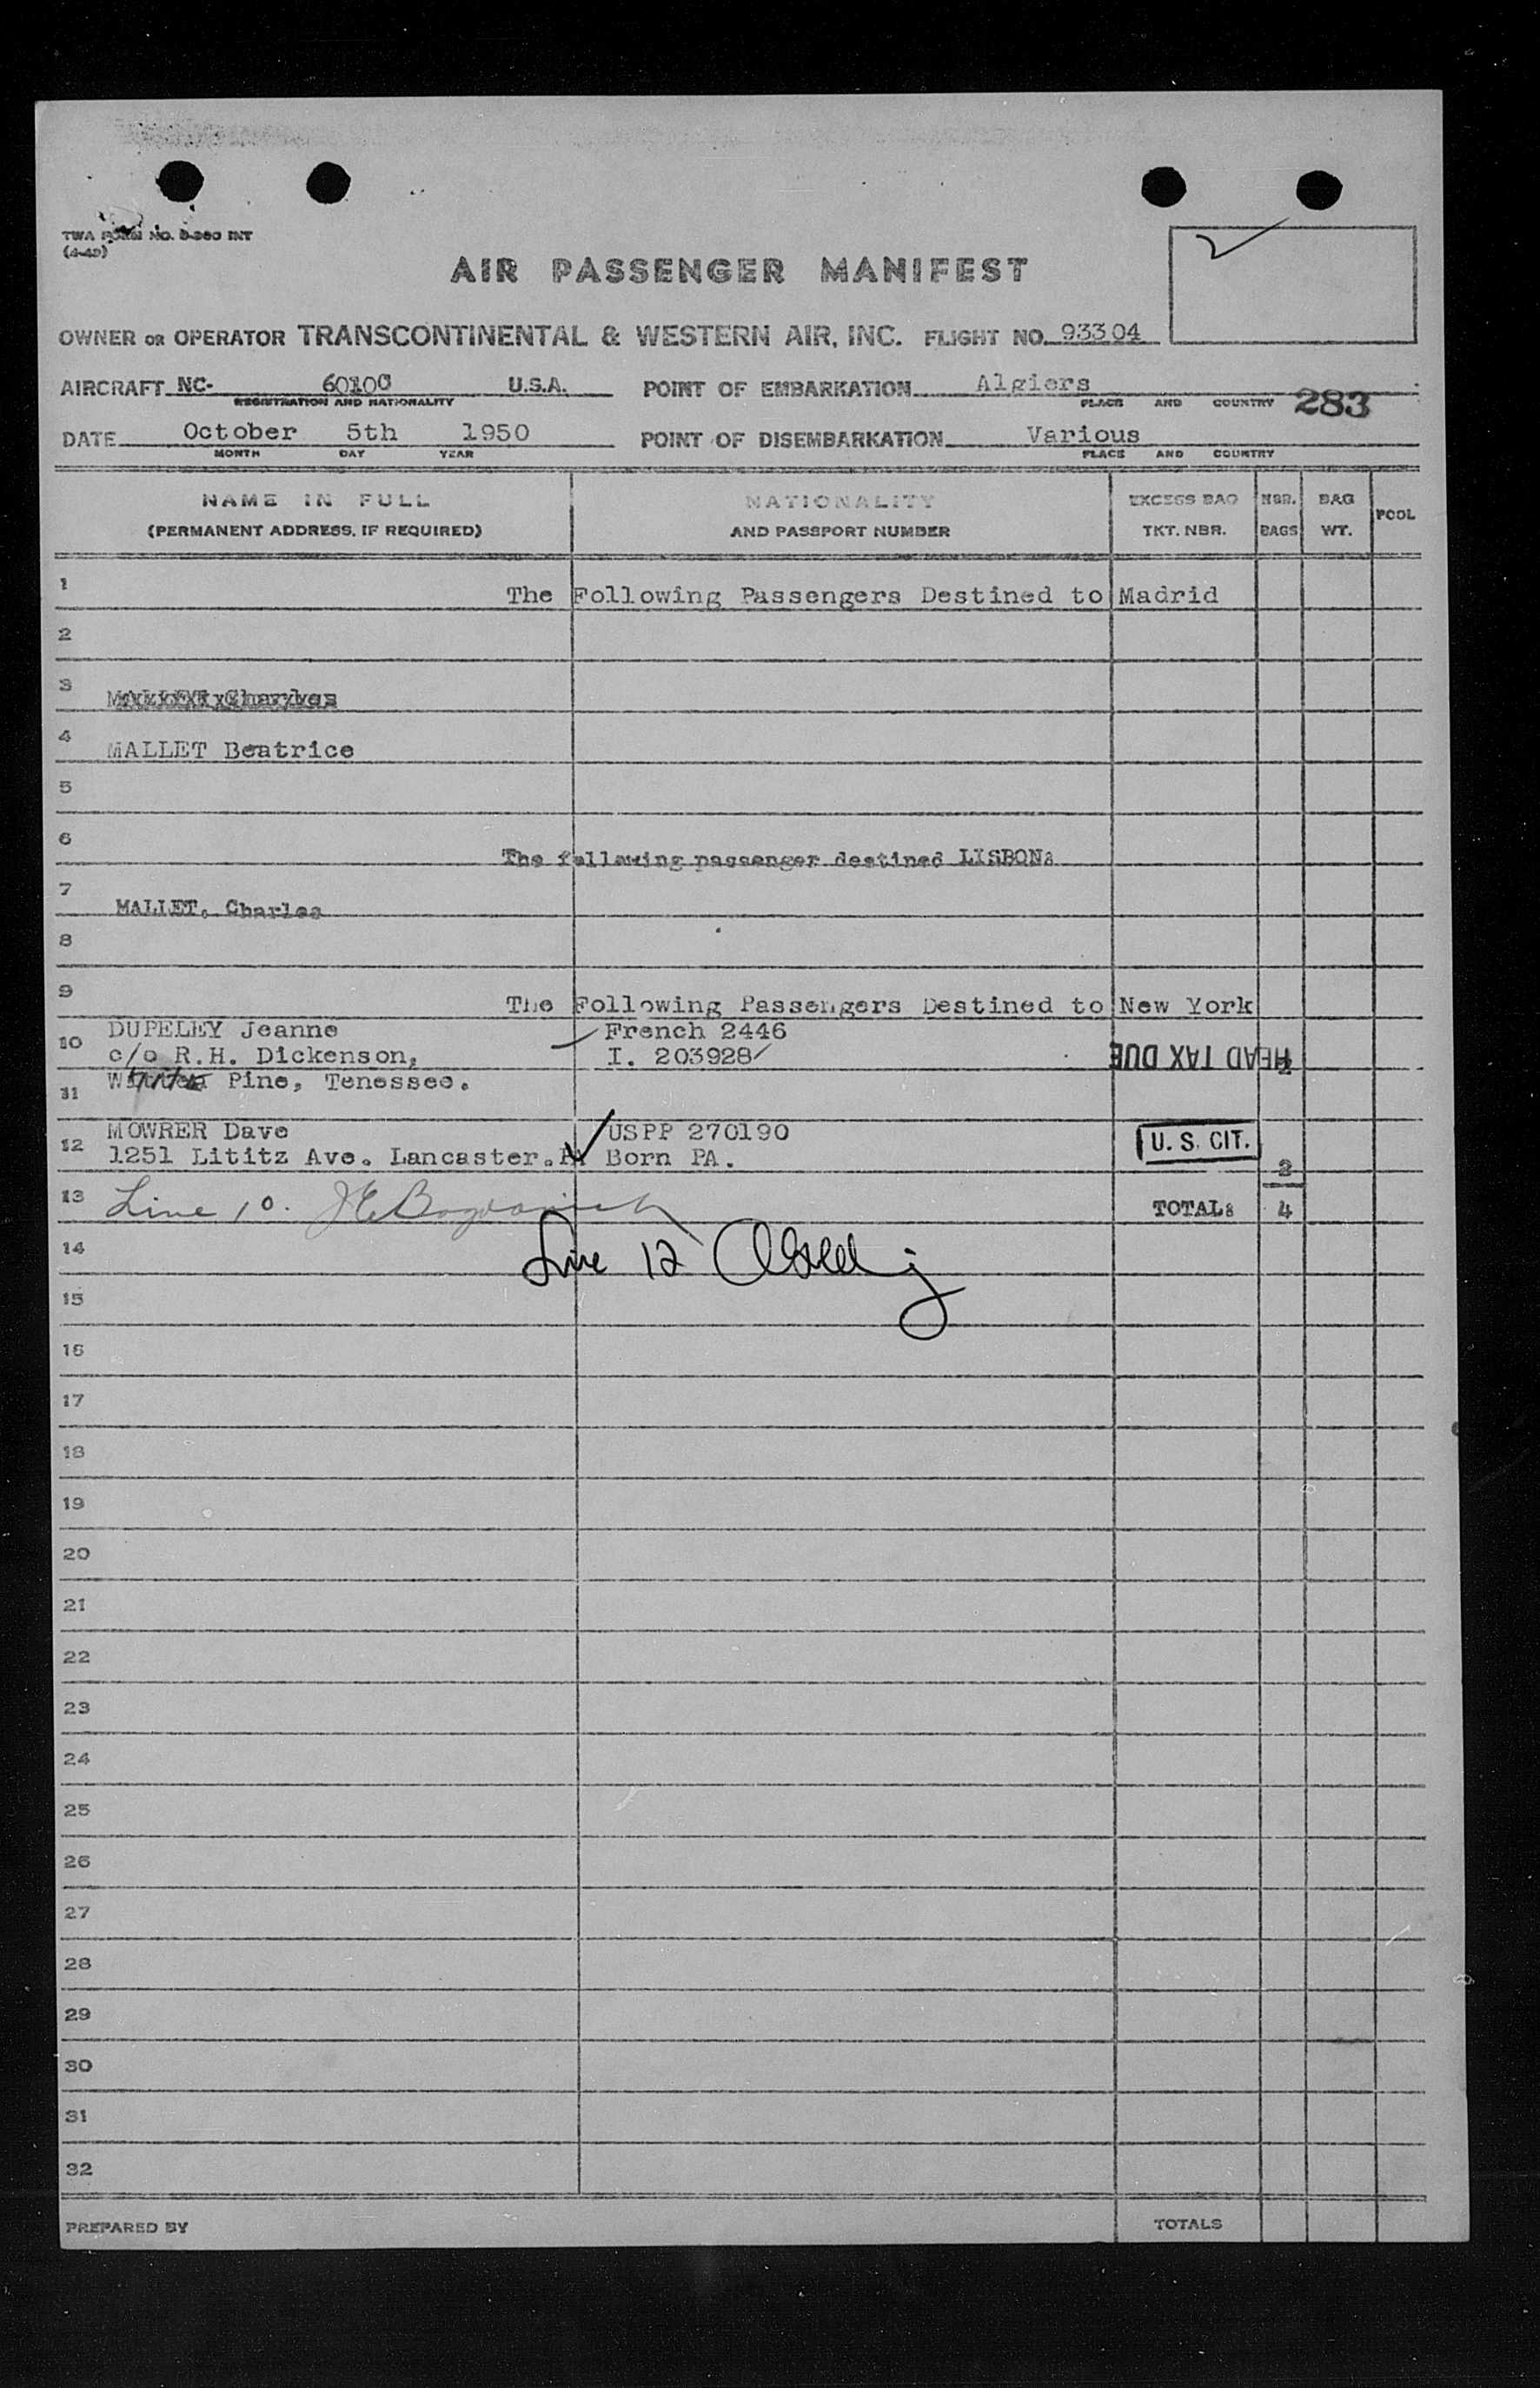 TWA FORM NO. INT
(4-49)
AIR PASSENGER MANIFEST
OWNER OR OPERATOR TRANSCONTINENTAL & WESTERN AIR, INC. FLIGHT NO. 93304
AIRCRAFT NC- U.S.A. POINT OF EMBARKATION Algiers
REGISTRATION AND NATIONALITY PLACE AND COUNTRY 283
DATE October 5th 1950 POINT OF DISEMBARKATION Various
MONTH DAY YEAR PLACE AND COUNTRY
NAME IN FULL NATIONALITY EXCESS BAG NBR. BAG POOL
(PERMANENT ADDRESS, IF REQUIRED) AND PASSPORT NUMBER TKT. NBR. BAGS WT.
1 The Following Passengers Destined to Madrid
2
3
4 MALLET Beatrice
5
6 The following passenger destined LISBON:
7 MALLET, Charles
8
9 The Following Passengers Destined to New York
DUPELEY Jeanne French 2446
10 c/o R.H. Dickenson, I. 203928 HEAD TAX DUE
11 Pine, Tenessee.
MOWRER Dave USPP 270190
12 1251 Lititz Ave. Lancaster. Born PA. U. S. CIT. 2
13 Line 10. TOTAL: 4
14 Line 12
15
16
17
18
19
20
21
22
23
24
25
26
27
28
29
30
31
32
PREPARED BY TOTALS